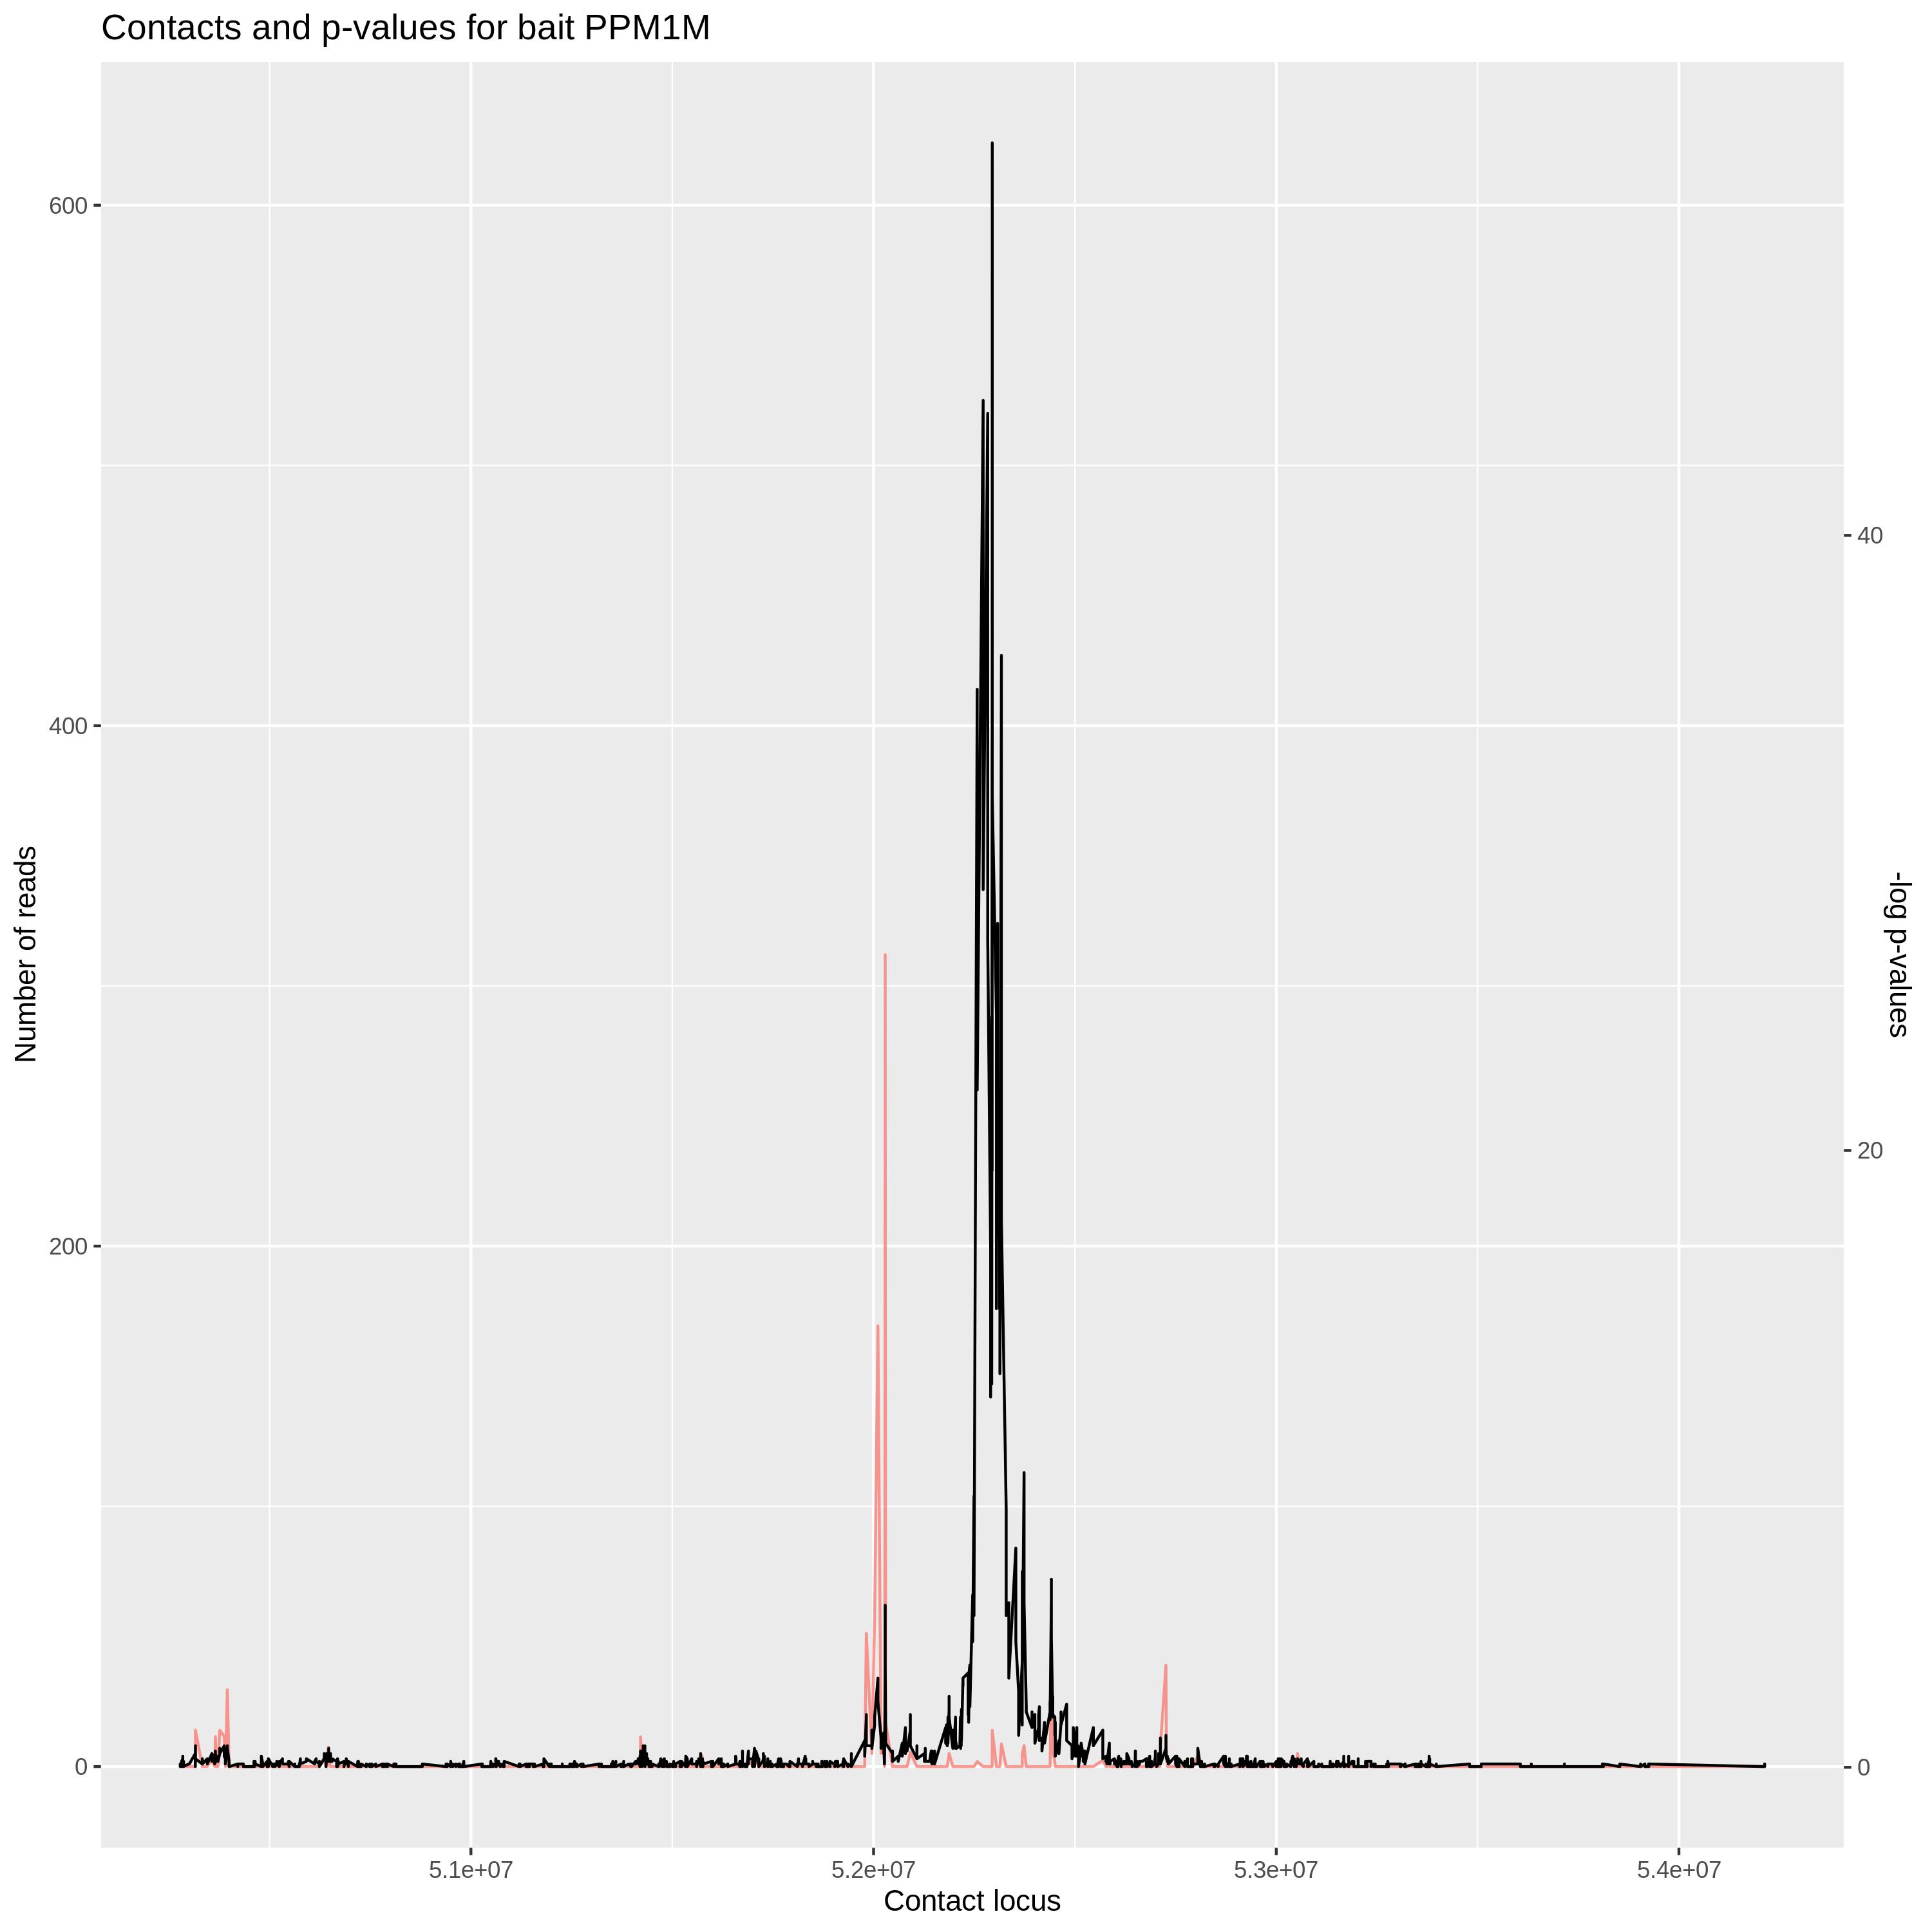 Contacts and p-values for bait PPM1M
Number of reads
600
400
200
0
-log p-values
40
20
0
5.1e+07
5.2e+07
5.3e+07
5.4e+07
Contact locus